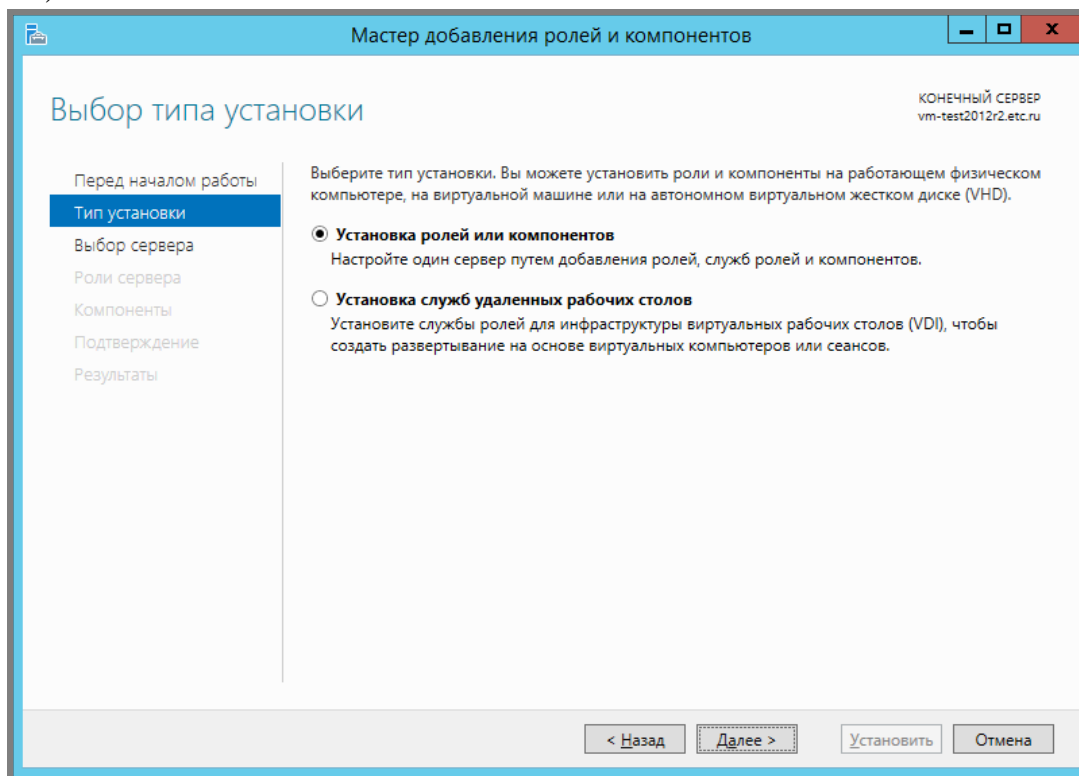 Мастер добавления ролей и компонентов
Выбор типа установки
КОНЕЧНЫЙ СЕРВЕР
vm-test2012r2.etc.ru
Перед началом работы
Тип установки
Выбор сервера
Роли сервера
Компоненты
Подтверждение
Результаты
Выберите тип установки. Вы можете установить роли и компоненты на работающем физическом
компьютере, на виртуальной машине или на автономном виртуальном жестком диске (VHD).
Установка ролей или компонентов
Настройте один сервер путем добавления ролей, служб ролей и компонентов.
Установка служб удаленных рабочих столов
Установите службы ролей для инфраструктуры виртуальных рабочих столов (VDI), чтобы
создать развертывание на основе виртуальных компьютеров или сеансов.
< Назад Далее > Установить Отмена